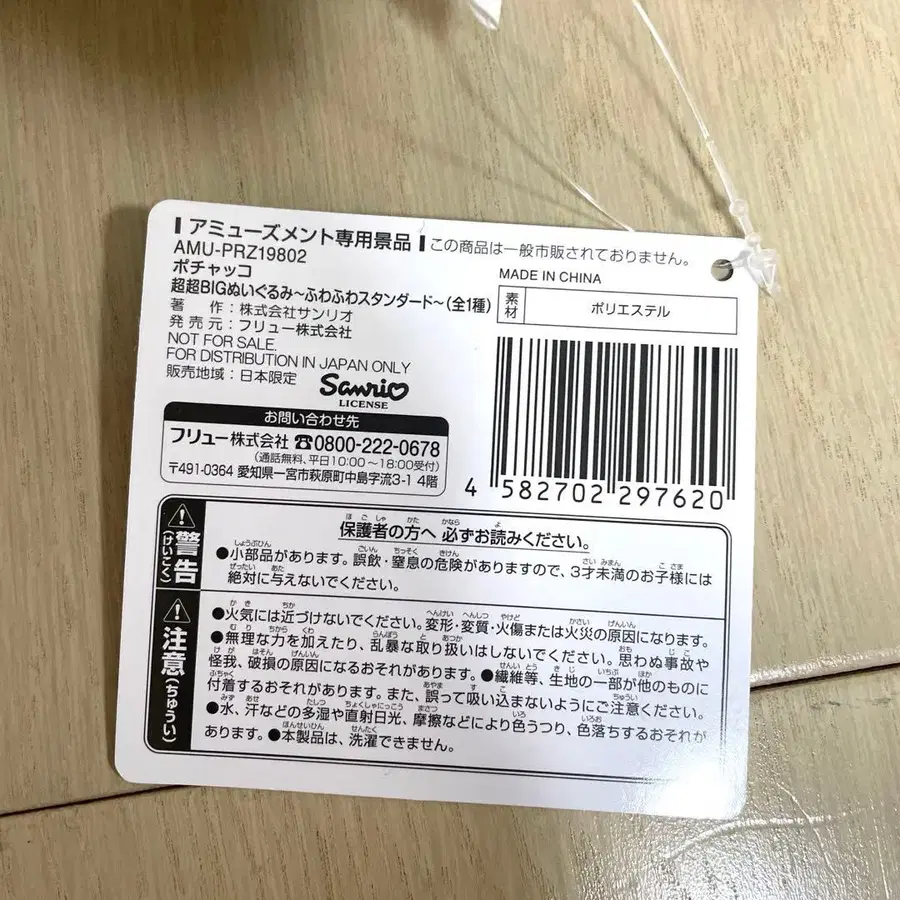 アミューズメント専用景品 この商品は一般市販されておりません。
AMU-PRZ19802
ポチャッコ
超超BIGぬいぐるみ～ふわふわスタンダード～(全1種)
著 作：株式会社サンリオ
発 売 元：フリュー株式会社
NOT FOR SALE.
FOR DISTRIBUTION IN JAPAN ONLY
販売地域：日本限定
Sanrio
LICENSE
MADE IN CHINA
素材 ポリエステル
4 582702 297620
お問い合わせ先
フリュー株式会社 ☎0800-222-0678
(通話無料、平日10:00～18:00受付)
〒491-0364 愛知県一宮市萩原町中島字流3-1 4階
警告(けいこく)
保護者の方へ 必ずお読みください。
●小部品があります。誤飲・窒息の危険がありますので、3才未満のお子様には
絶対に与えないでください。
注意(ちゅうい)
●火気には近づけないでください。変形・変質・火傷または火災の原因になります。
●無理な力を加えたり、乱暴な取り扱いはしないでください。思わぬ事故や
怪我、破損の原因になるおそれがあります。●繊維等、生地の一部が他のものに
付着するおそれがあります。また、誤って吸い込まないようにご注意ください。
●水、汗などの多湿や直射日光、摩擦などにより色うつり、色落ちするおそれが
あります。●本製品は、洗濯できません。